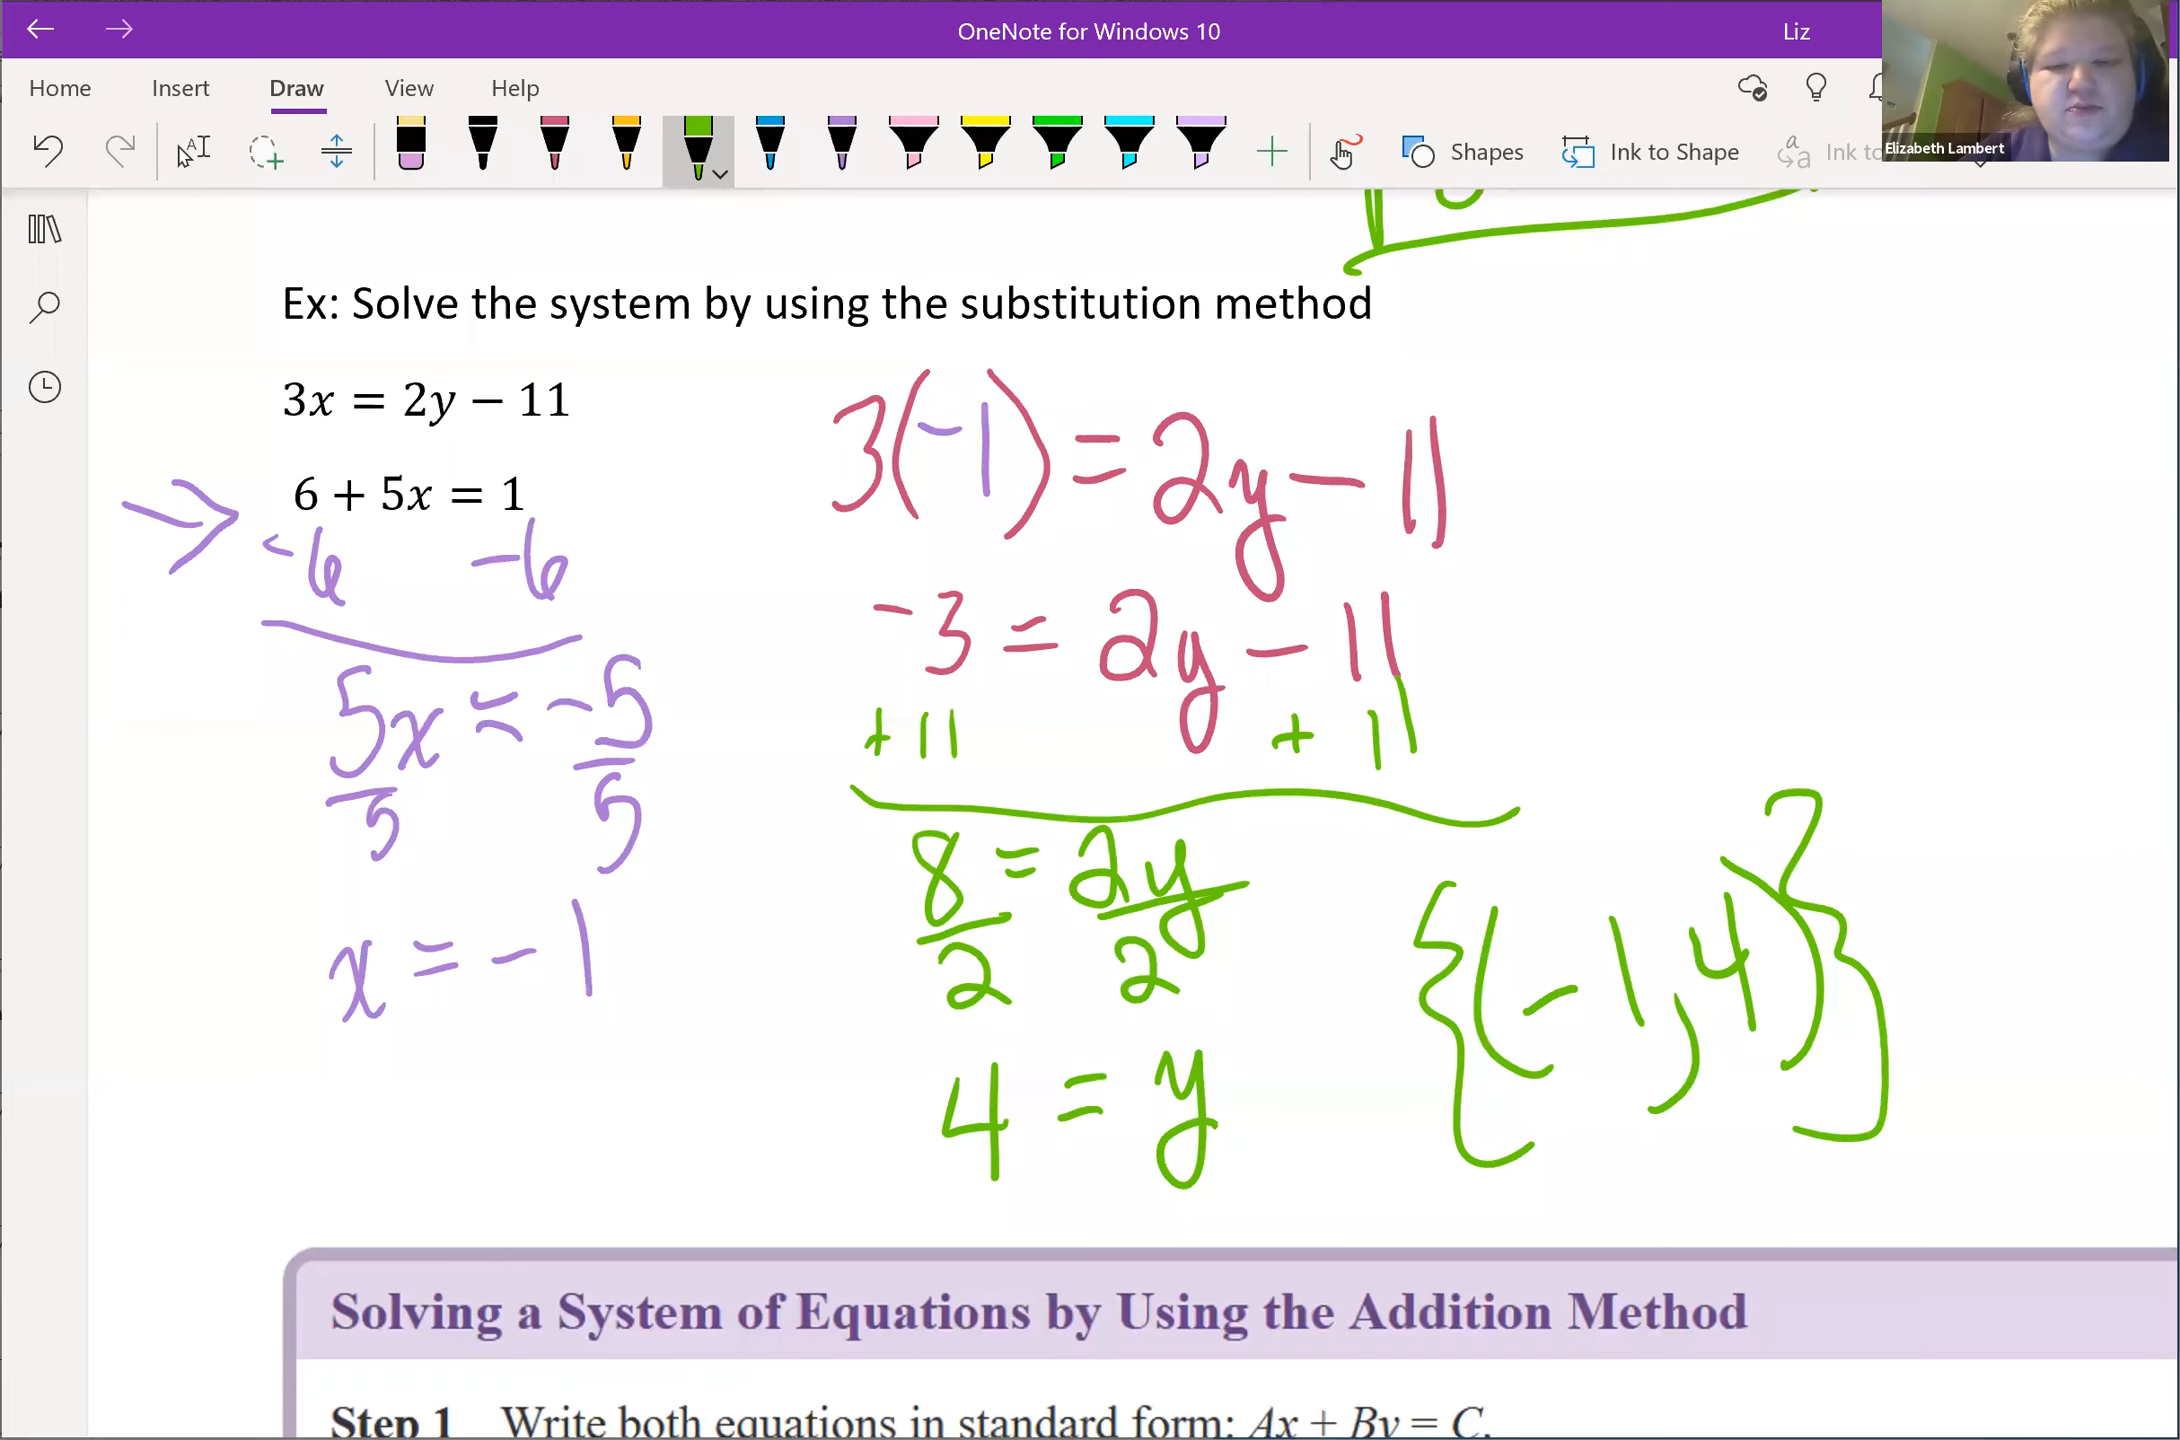 OneNote for Windows 10
Liz
Home Insert Draw View Help
Shapes Ink to Shape Ink to
Elizabeth Lambert
Ex: Solve the system by using the substitution method
3x = 2y − 11
6 + 5x = 1
-6 -6
5x = -5
5 5
x = -1
3(-1) = 2y - 11
-3 = 2y - 11
+11 + 11
8 = 2y
2 2
4 = y
{(-1,4)}
Solving a System of Equations by Using the Addition Method
Step 1 Write both equations in standard form: Ax + By = C.